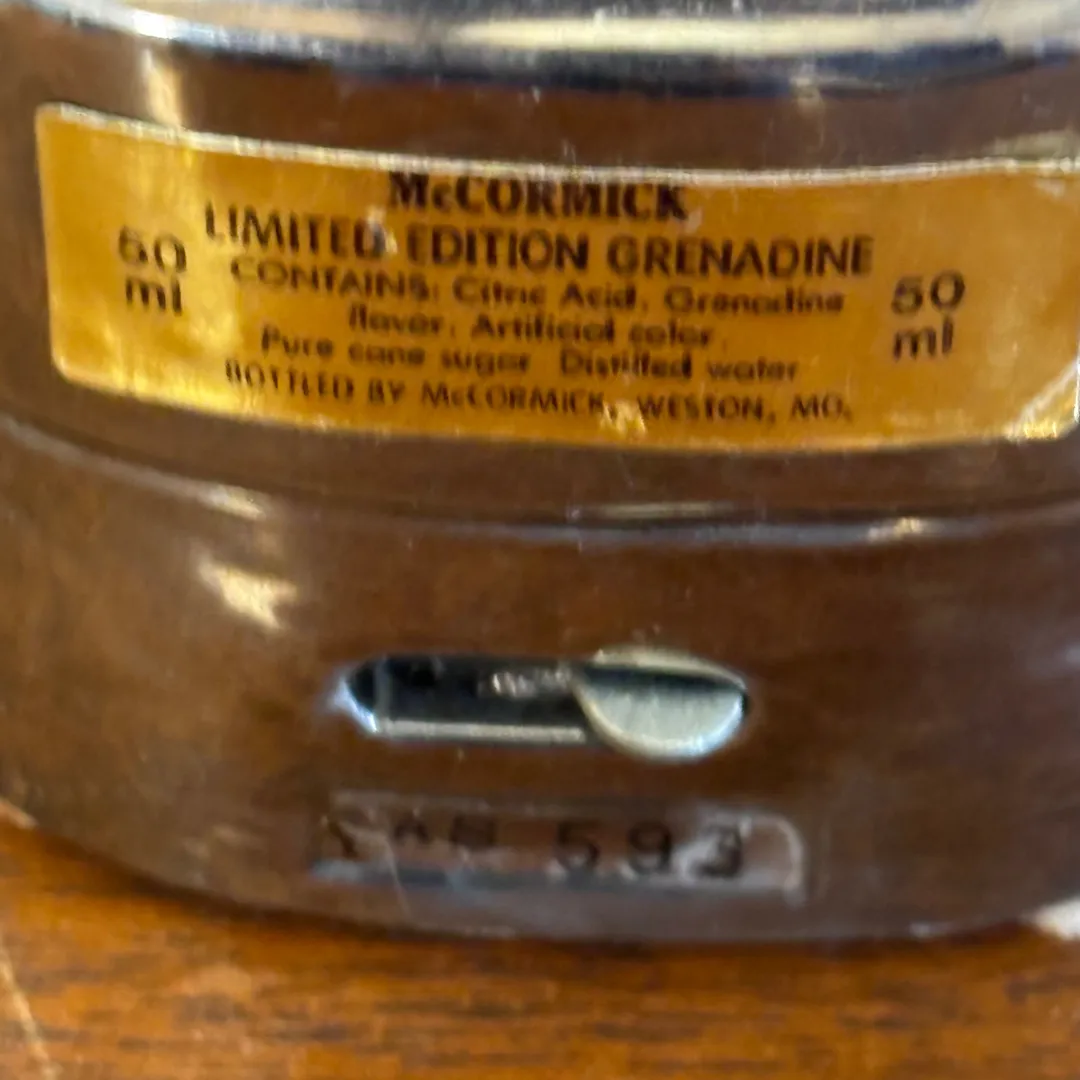 McCORMICK
LIMITED EDITION GRENADINE
50 ml
CONTAINS: Citric Acid, Grenadine
flavor, Artificial color,
Pure cane sugar Distilled water
50 ml
BOTTLED BY McCORMICK, WESTON, MO.
593